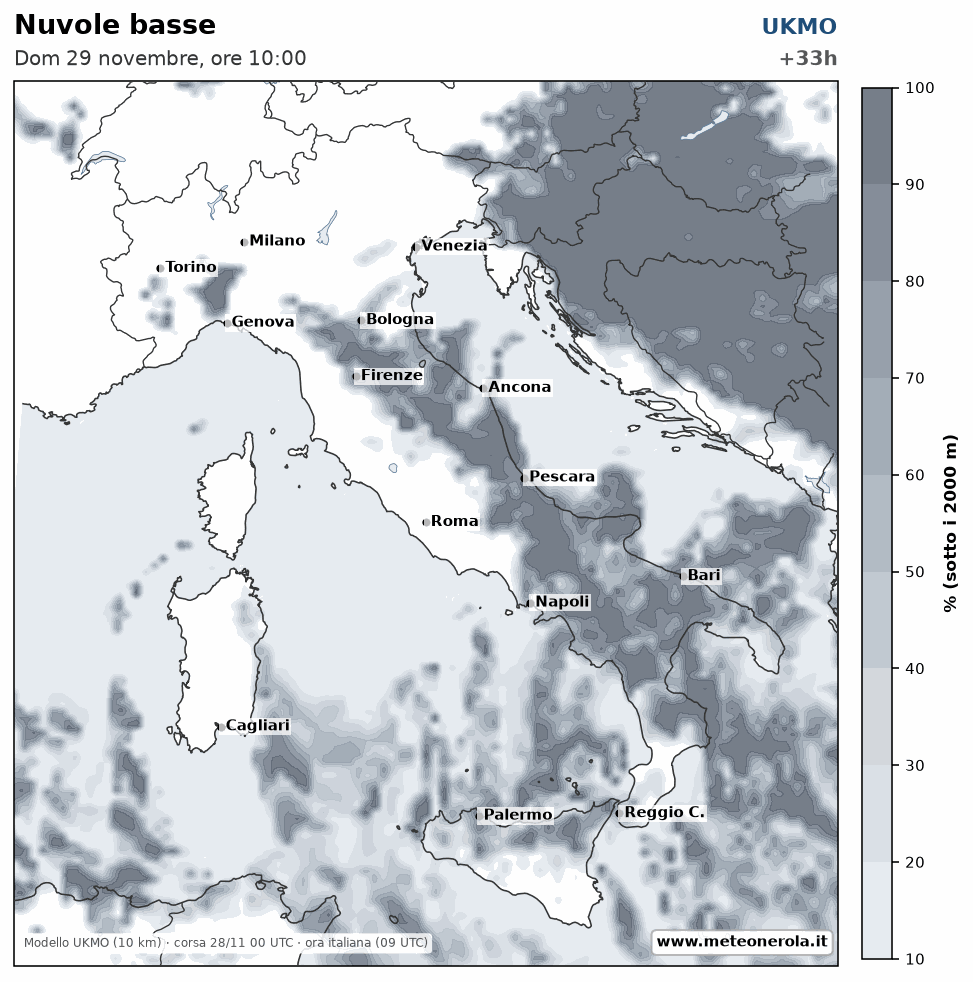 Nuvole basse
UKMO
Dom 29 novembre, ore 10:00
+33h
Milano
Venezia
Torino
Genova
Bologna
Firenze
Ancona
Pescara
Roma
Bari
Napoli
Cagliari
Palermo
Reggio C.
Modello UKMO (10 km) · corsa 28/11 00 UTC · ora italiana (09 UTC)
www.meteonerola.it
100
90
80
70
60
50
40
30
20
10
% (sotto i 2000 m)